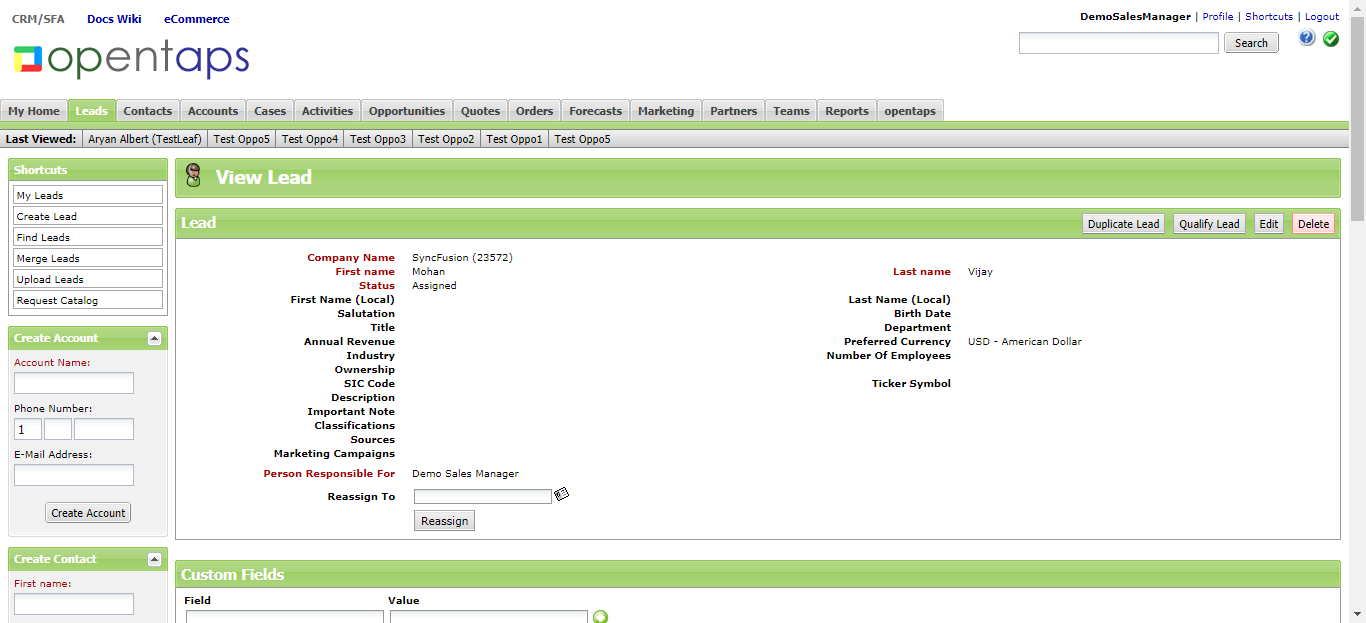 CRM/SFA Docs Wiki eCommerce
DemoSalesManager | Profile | Shortcuts | Logout
opentaps
Search
My Home Leads Contacts Accounts Cases Activities Opportunities Quotes Orders Forecasts Marketing Partners Teams Reports opentaps
Last Viewed: Aryan Albert (TestLeaf) Test Oppo5 Test Oppo4 Test Oppo3 Test Oppo2 Test Oppo1 Test Oppo5
Shortcuts
My Leads
Create Lead
Find Leads
Merge Leads
Upload Leads
Request Catalog
Create Account
Account Name:
Phone Number:
1
E-Mail Address:
Create Account
Create Contact
First name:
View Lead
Lead
Duplicate Lead Qualify Lead Edit Delete
Company Name SyncFusion (23572)
First name Mohan Last name Vijay
Status Assigned
First Name (Local) Last Name (Local)
Salutation Birth Date
Title Department
Annual Revenue Preferred Currency USD - American Dollar
Industry Number Of Employees
Ownership
SIC Code Ticker Symbol
Description
Important Note
Classifications
Sources
Marketing Campaigns
Person Responsible For Demo Sales Manager
Reassign To
Reassign
Custom Fields
Field Value